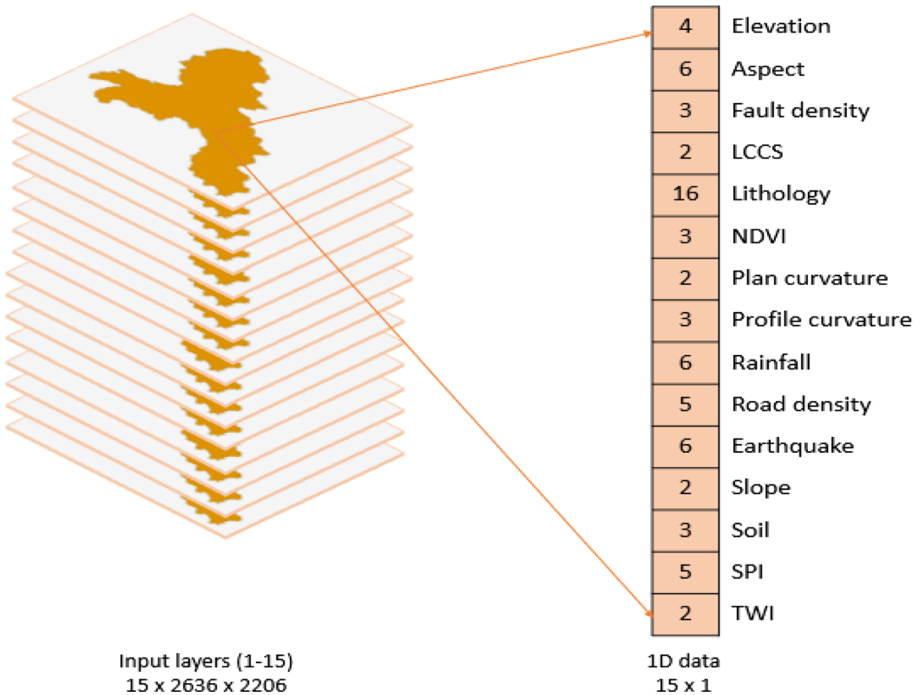 4 Elevation
6 Aspect
3 Fault density
2 LCCS
16 Lithology
3 NDVI
2 Plan curvature
3 Profile curvature
6 Rainfall
5 Road density
6 Earthquake
2 Slope
3 Soil
5 SPI
2 TWI
Input layers (1-15)
15 x 2636 x 2206
1D data
15 x 1